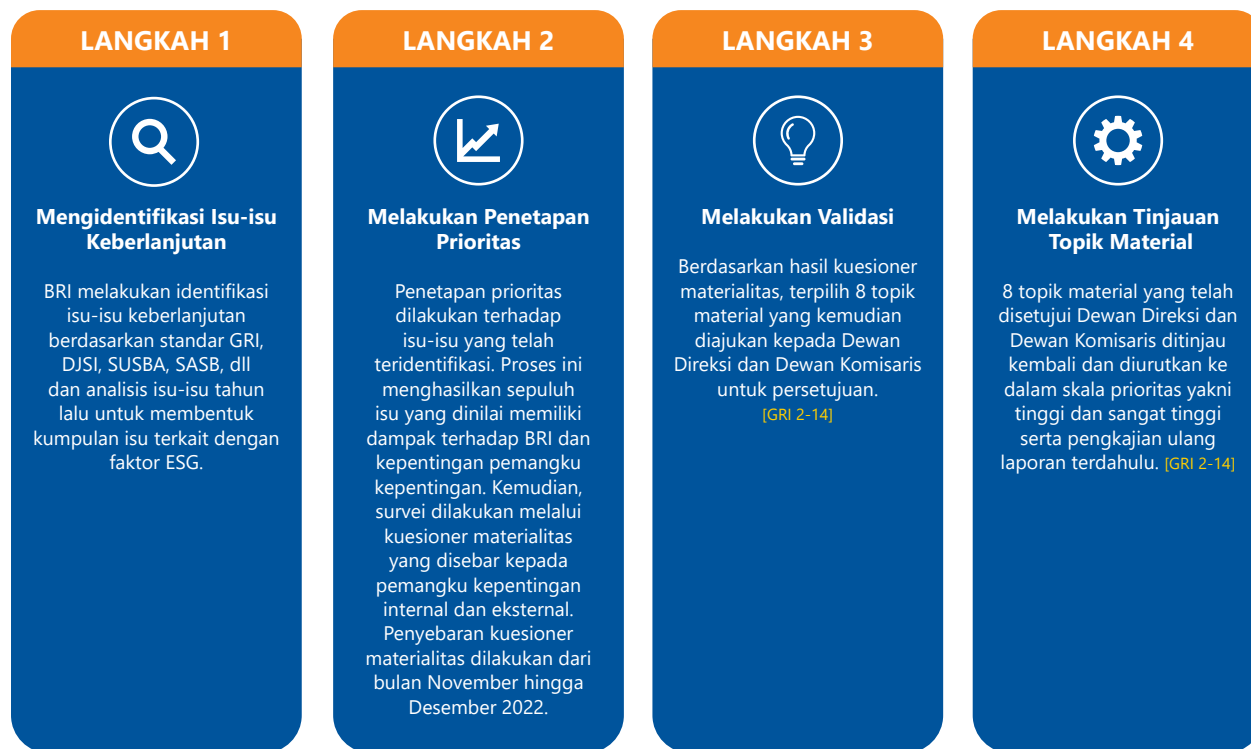 LANGKAH 1
Mengidentifikasi Isu-isu
Keberlanjutan
BRI melakukan identifikasi
isu-isu keberlanjutan
berdasarkan standar GRI,
DJSI, SUSBA, SASB, dll
dan analisis isu-isu tahun
lalu untuk membentuk
kumpulan isu terkait dengan
faktor ESG.
LANGKAH 2
Melakukan Penetapan
Prioritas
Penetapan prioritas
dilakukan terhadap
isu-isu yang telah
teridentifikasi. Proses ini
menghasilkan sepuluh
isu yang dinilai memiliki
dampak terhadap BRI dan
kepentingan pemangku
kepentingan. Kemudian,
survei dilakukan melalui
kuesioner materialitas
yang disebar kepada
pemangku kepentingan
internal dan eksternal.
Penyebaran kuesioner
materialitas dilakukan dari
bulan November hingga
Desember 2022.
LANGKAH 3
Melakukan Validasi
Berdasarkan hasil kuesioner
materialitas, terpilih 8 topik
material yang kemudian
diajukan kepada Dewan
Direksi dan Dewan Komisaris
untuk persetujuan.
[GRI 2-14]
LANGKAH 4
Melakukan Tinjauan
Topik Material
8 topik material yang telah
disetujui Dewan Direksi dan
Dewan Komisaris ditinjau
kembali dan diurutkan ke
dalam skala prioritas yakni
tinggi dan sangat tinggi
serta pengkajian ulang
laporan terdahulu. [GRI 2-14]